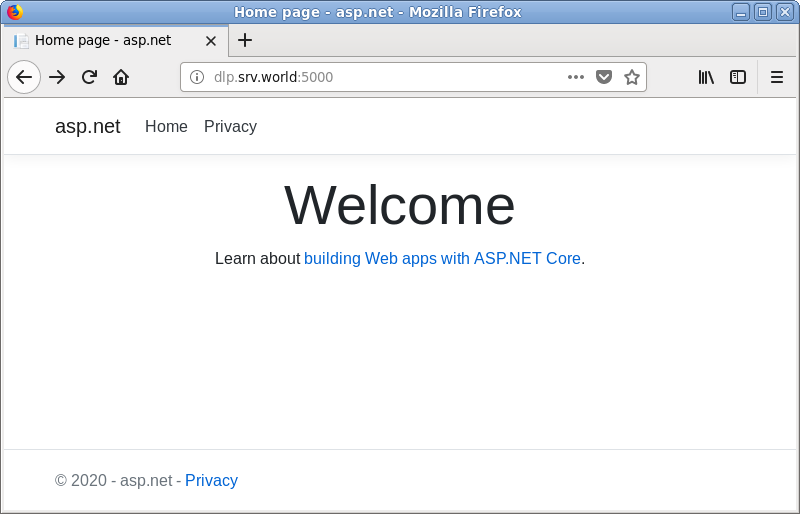 Home page - asp.net - Mozilla Firefox
Home page - asp.net
dlp.srv.world:5000
asp.net Home Privacy
Welcome
Learn about building Web apps with ASP.NET Core.
© 2020 - asp.net - Privacy